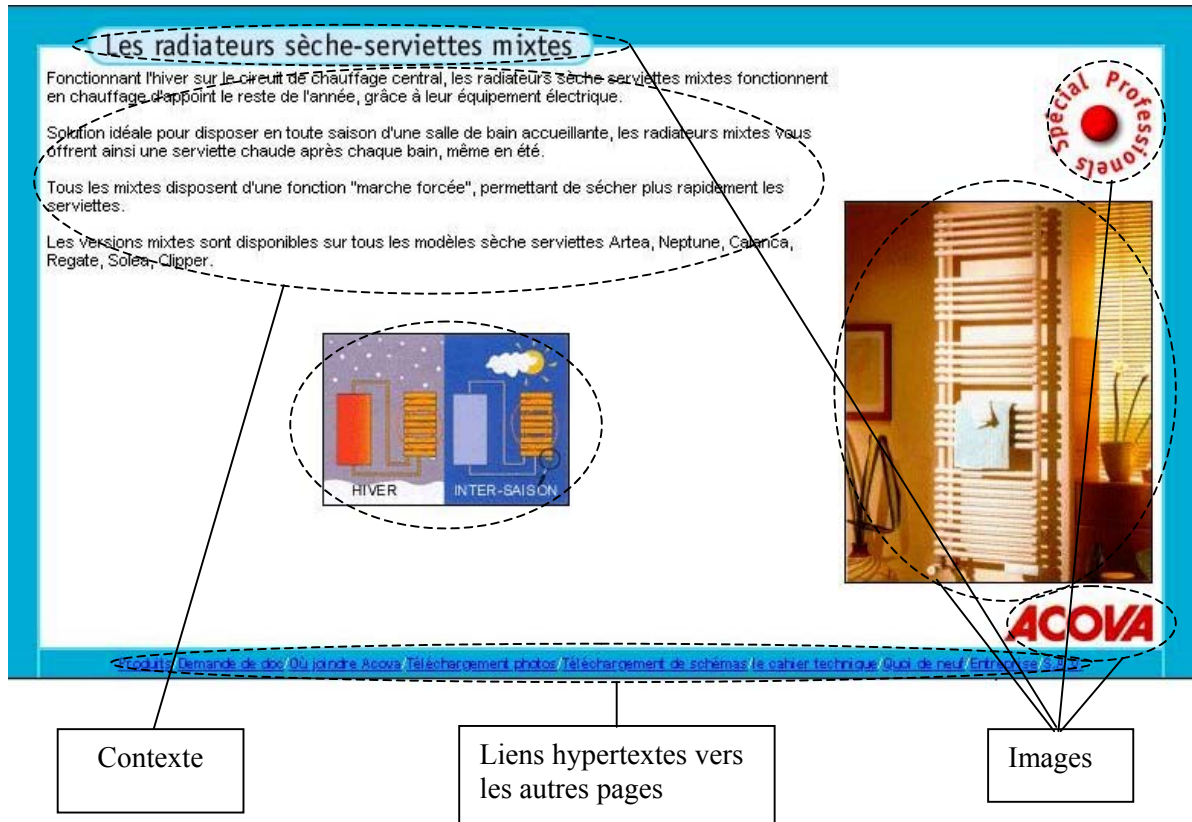 Les radiateurs sèche-serviettes mixtes
Fonctionnant l'hiver sur le circuit de chauffage central, les radiateurs sèche serviettes mixtes fonctionnent
en chauffage d'appoint le reste de l'année, grâce à leur équipement électrique.
Solution idéale pour disposer en toute saison d'une salle de bain accueillante, les radiateurs mixtes vous
offrent ainsi une serviette chaude après chaque bain, même en été.
Tous les mixtes disposent d'une fonction "marche forcée", permettant de sécher plus rapidement les
serviettes.
Les versions mixtes sont disponibles sur tous les modèles sèche serviettes Artea, Neptune, Calanca,
Regate, Solea, Clipper.
Spécial Professionels
HIVER
INTER-SAISON
ACOVA
Produits/Demande de doc/Où joindre Acova/Téléchargement photos/Téléchargement de schémas/le cahier technique/Quoi de neuf/Entreprise/S.A.V.
Contexte
Liens hypertextes vers
les autres pages
Images